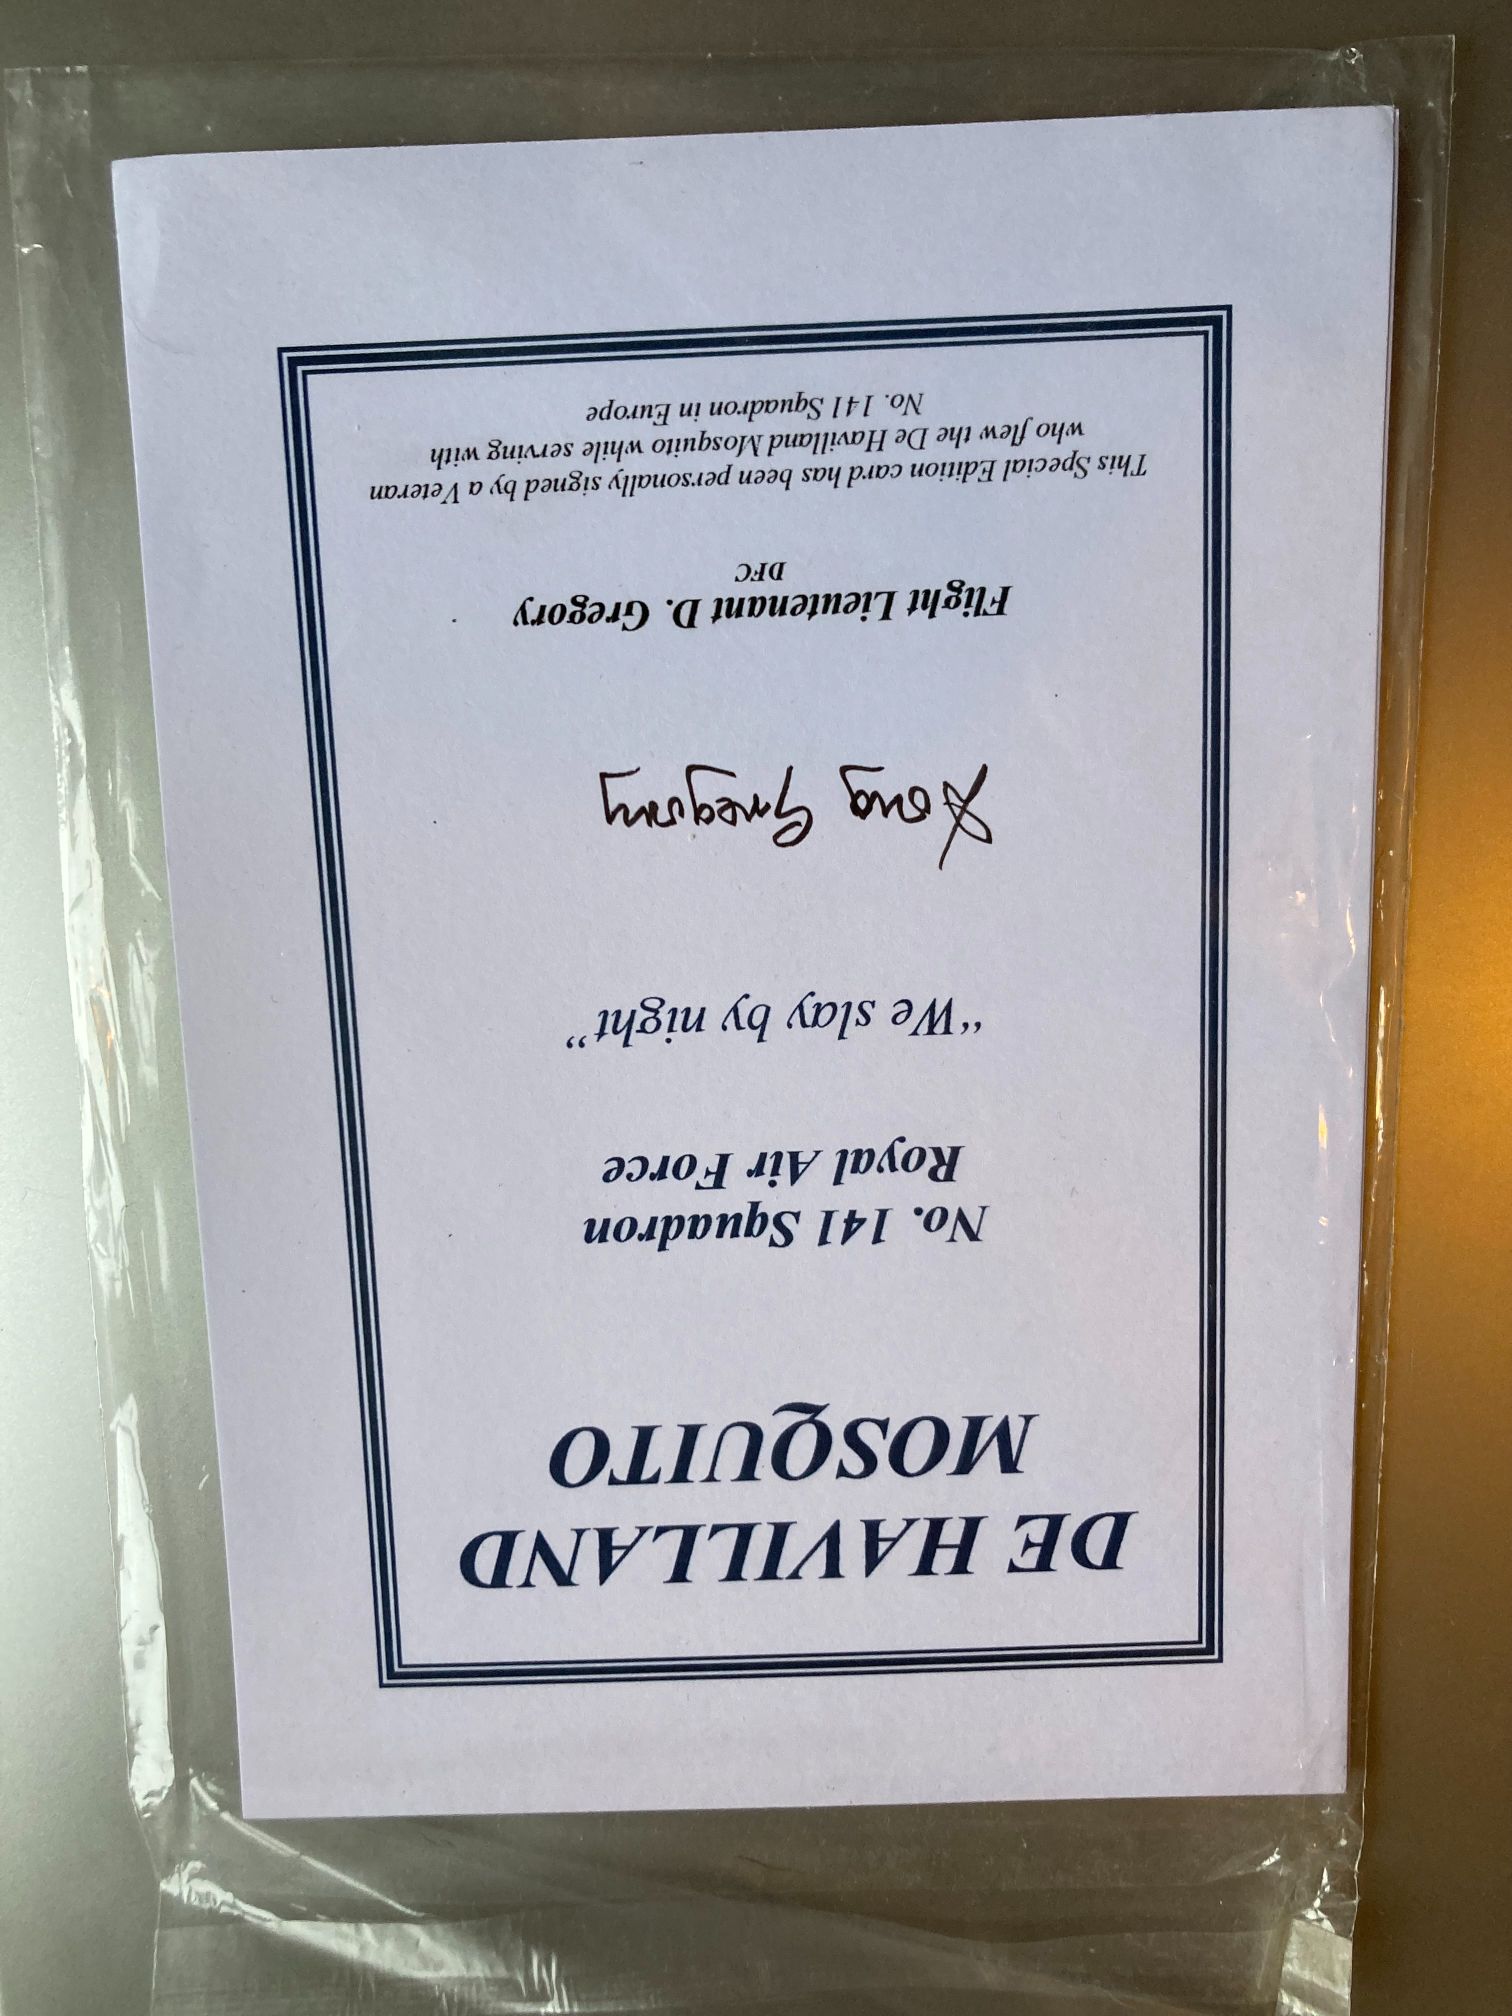 DE HAVILLAND
MOSQUITO
No. 141 Squadron
Royal Air Force
“We slay by night”
Doug Gregory
Flight Lieutenant D. Gregory
DFC
This Special Edition card has been personally signed by a Veteran
who flew the De Havilland Mosquito while serving with
No. 141 Squadron in Europe